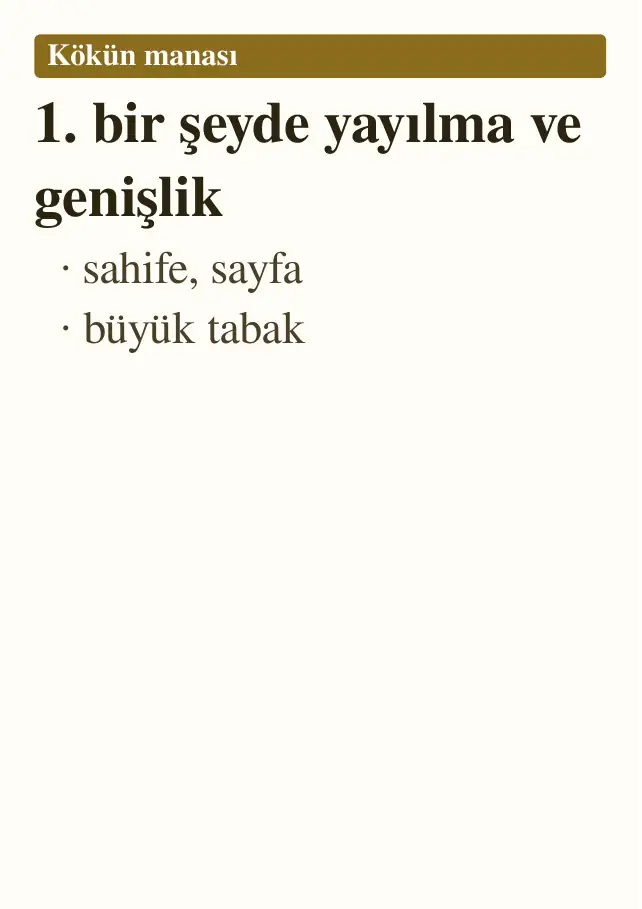 Kökün manası
1. bir şeyde yayılma ve
genişlik
· sahife, sayfa
· büyük tabak